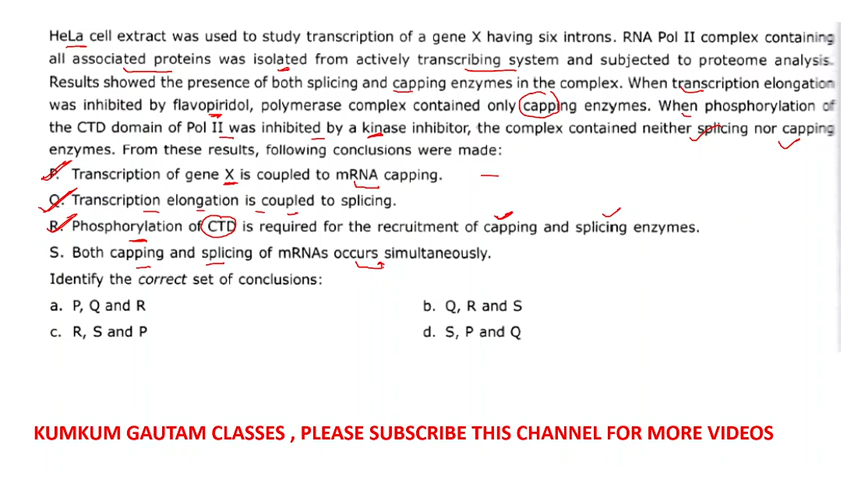 HeLa cell extract was used to study transcription of a gene X having six introns. RNA Pol II complex containing
all associated proteins was isolated from actively transcribing system and subjected to proteome analysis.
Results showed the presence of both splicing and capping enzymes in the complex. When transcription elongation
was inhibited by flavopiridol, polymerase complex contained only capping enzymes. When phosphorylation of
the CTD domain of Pol II was inhibited by a kinase inhibitor, the complex contained neither splicing nor capping
enzymes. From these results, following conclusions were made:
P. Transcription of gene X is coupled to mRNA capping.
Q. Transcription elongation is coupled to splicing.
R. Phosphorylation of CTD is required for the recruitment of capping and splicing enzymes.
S. Both capping and splicing of mRNAs occurs simultaneously.
Identify the correct set of conclusions:
a. P, Q and R b. Q, R and S
c. R, S and P d. S, P and Q
KUMKUM GAUTAM CLASSES , PLEASE SUBSCRIBE THIS CHANNEL FOR MORE VIDEOS